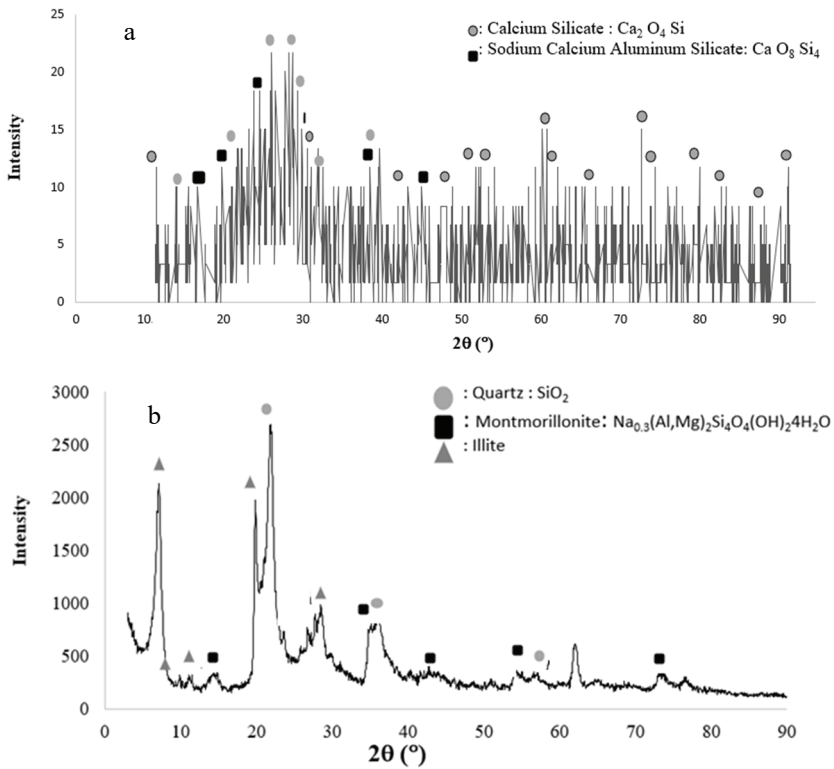 a
25
20
15
10
5
0
0 10 20 30 40 50 60 70 80 90
Intensity
2θ (º)
: Calcium Silicate : Ca₂ O₄ Si
: Sodium Calcium Aluminum Silicate: Ca O₈ Si₄
b
3000
2500
2000
1500
1000
500
0
0 10 20 30 40 50 60 70 80 90
Intensity
2θ (º)
: Quartz : SiO₂
: Montmorillonite: Na₀.₃(Al,Mg)₂Si₄O₄(OH)₂4H₂O
: Illite